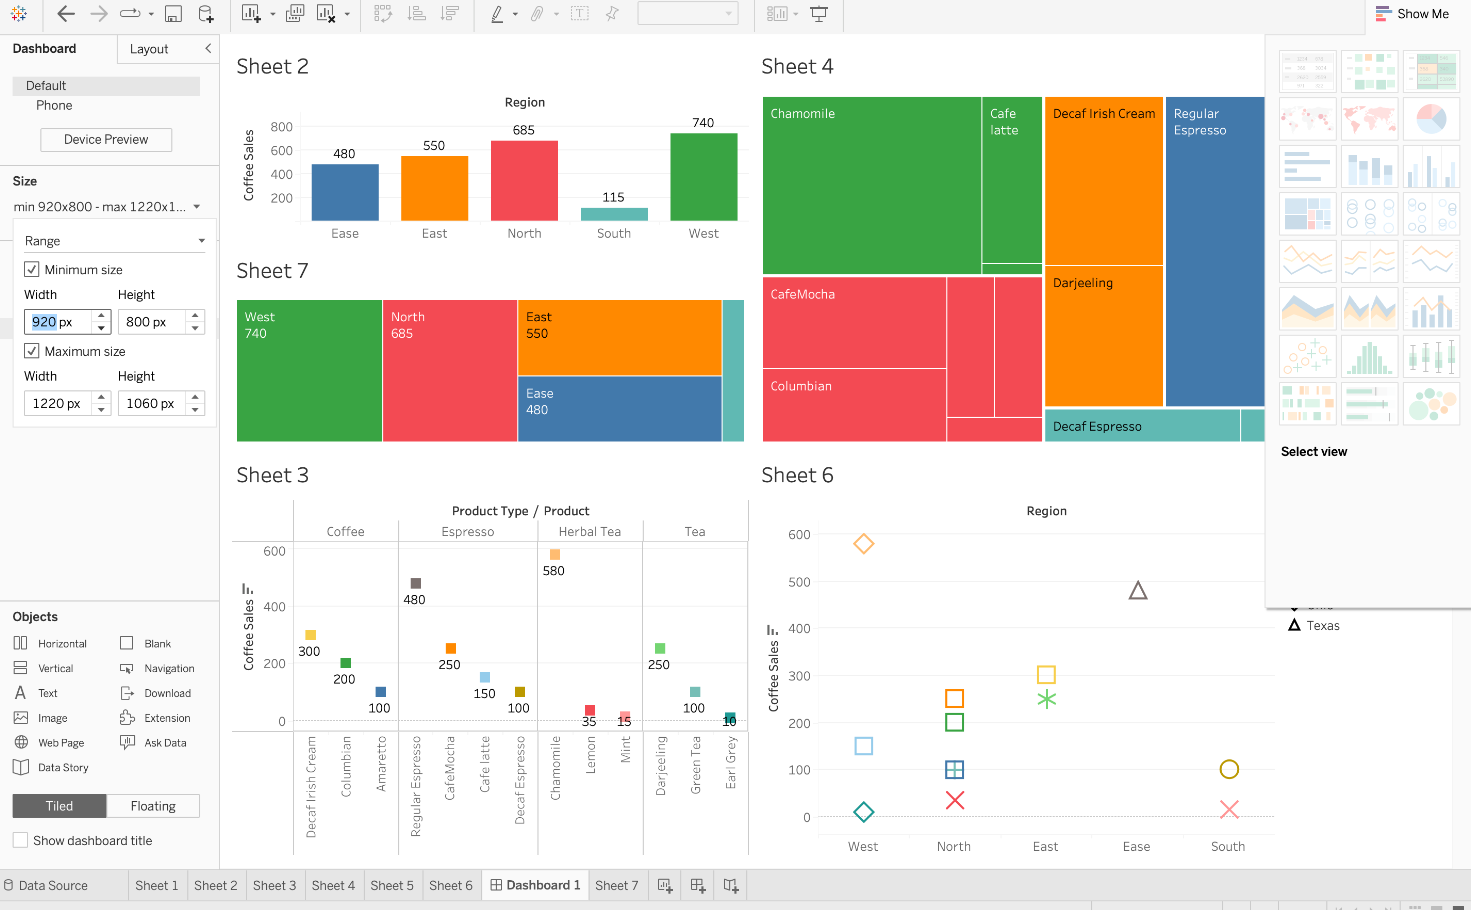 Show Me
Dashboard
Layout
Default
Phone
Device Preview
Size
min 920x800 - max 1220x1...
Range
Minimum size
Width
Height
920 px
800 px
Maximum size
Width
Height
1220 px
1060 px
Objects
Horizontal
Blank
Vertical
Navigation
Text
Download
Image
Extension
Web Page
Ask Data
Data Story
Tiled
Floating
Show dashboard title
Sheet 2
Region
Coffee Sales
800
600
400
200
480
550
685
115
740
Ease
East
North
South
West
Sheet 4
Chamomile
Cafe
latte
Decaf Irish Cream
Regular
Espresso
CafeMocha
Columbian
Darjeeling
Decaf Espresso
Sheet 7
West
740
North
685
East
550
Ease
480
Sheet 3
Product Type / Product
Coffee
Espresso
Herbal Tea
Tea
Coffee Sales
600
400
200
0
300
200
100
480
250
150
100
580
35
15
250
100
10
Decaf Irish Cream
Columbian
Amaretto
Regular Espresso
CafeMocha
Cafe latte
Decaf Espresso
Chamomile
Lemon
Mint
Darjeeling
Green Tea
Earl Grey
Sheet 6
Region
Coffee Sales
600
500
400
300
200
100
0
West
North
East
Ease
South
Select view
Texas
Data Source
Sheet 1
Sheet 2
Sheet 3
Sheet 4
Sheet 5
Sheet 6
Dashboard 1
Sheet 7